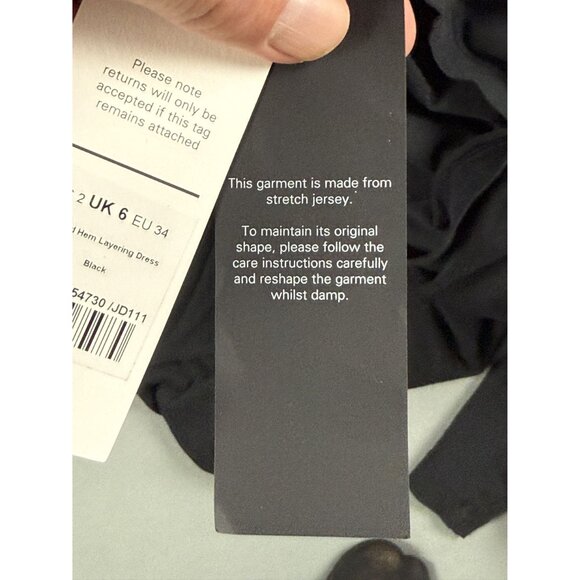 Please note
returns will only be
accepted if this tag
remains attached
2 UK 6 EU 34
Hem Layering Dress
Black
54730 /JD111
This garment is made from
stretch jersey.
To maintain its original
shape, please follow the
care instructions carefully
and reshape the garment
whilst damp.